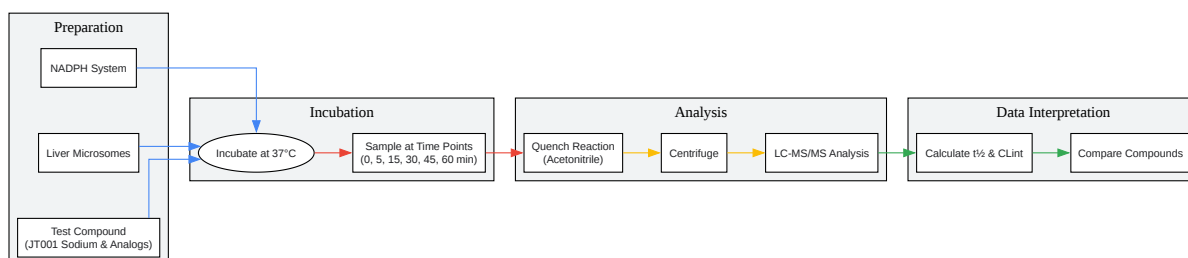 Preparation
NADPH System
Liver Microsomes
Test Compound
(JT001 Sodium & Analogs)
Incubation
Incubate at 37°C
Sample at Time Points
(0, 5, 15, 30, 45, 60 min)
Analysis
Quench Reaction
(Acetonitrile)
Centrifuge
LC-MS/MS Analysis
Data Interpretation
Calculate t½ & CLint
Compare Compounds